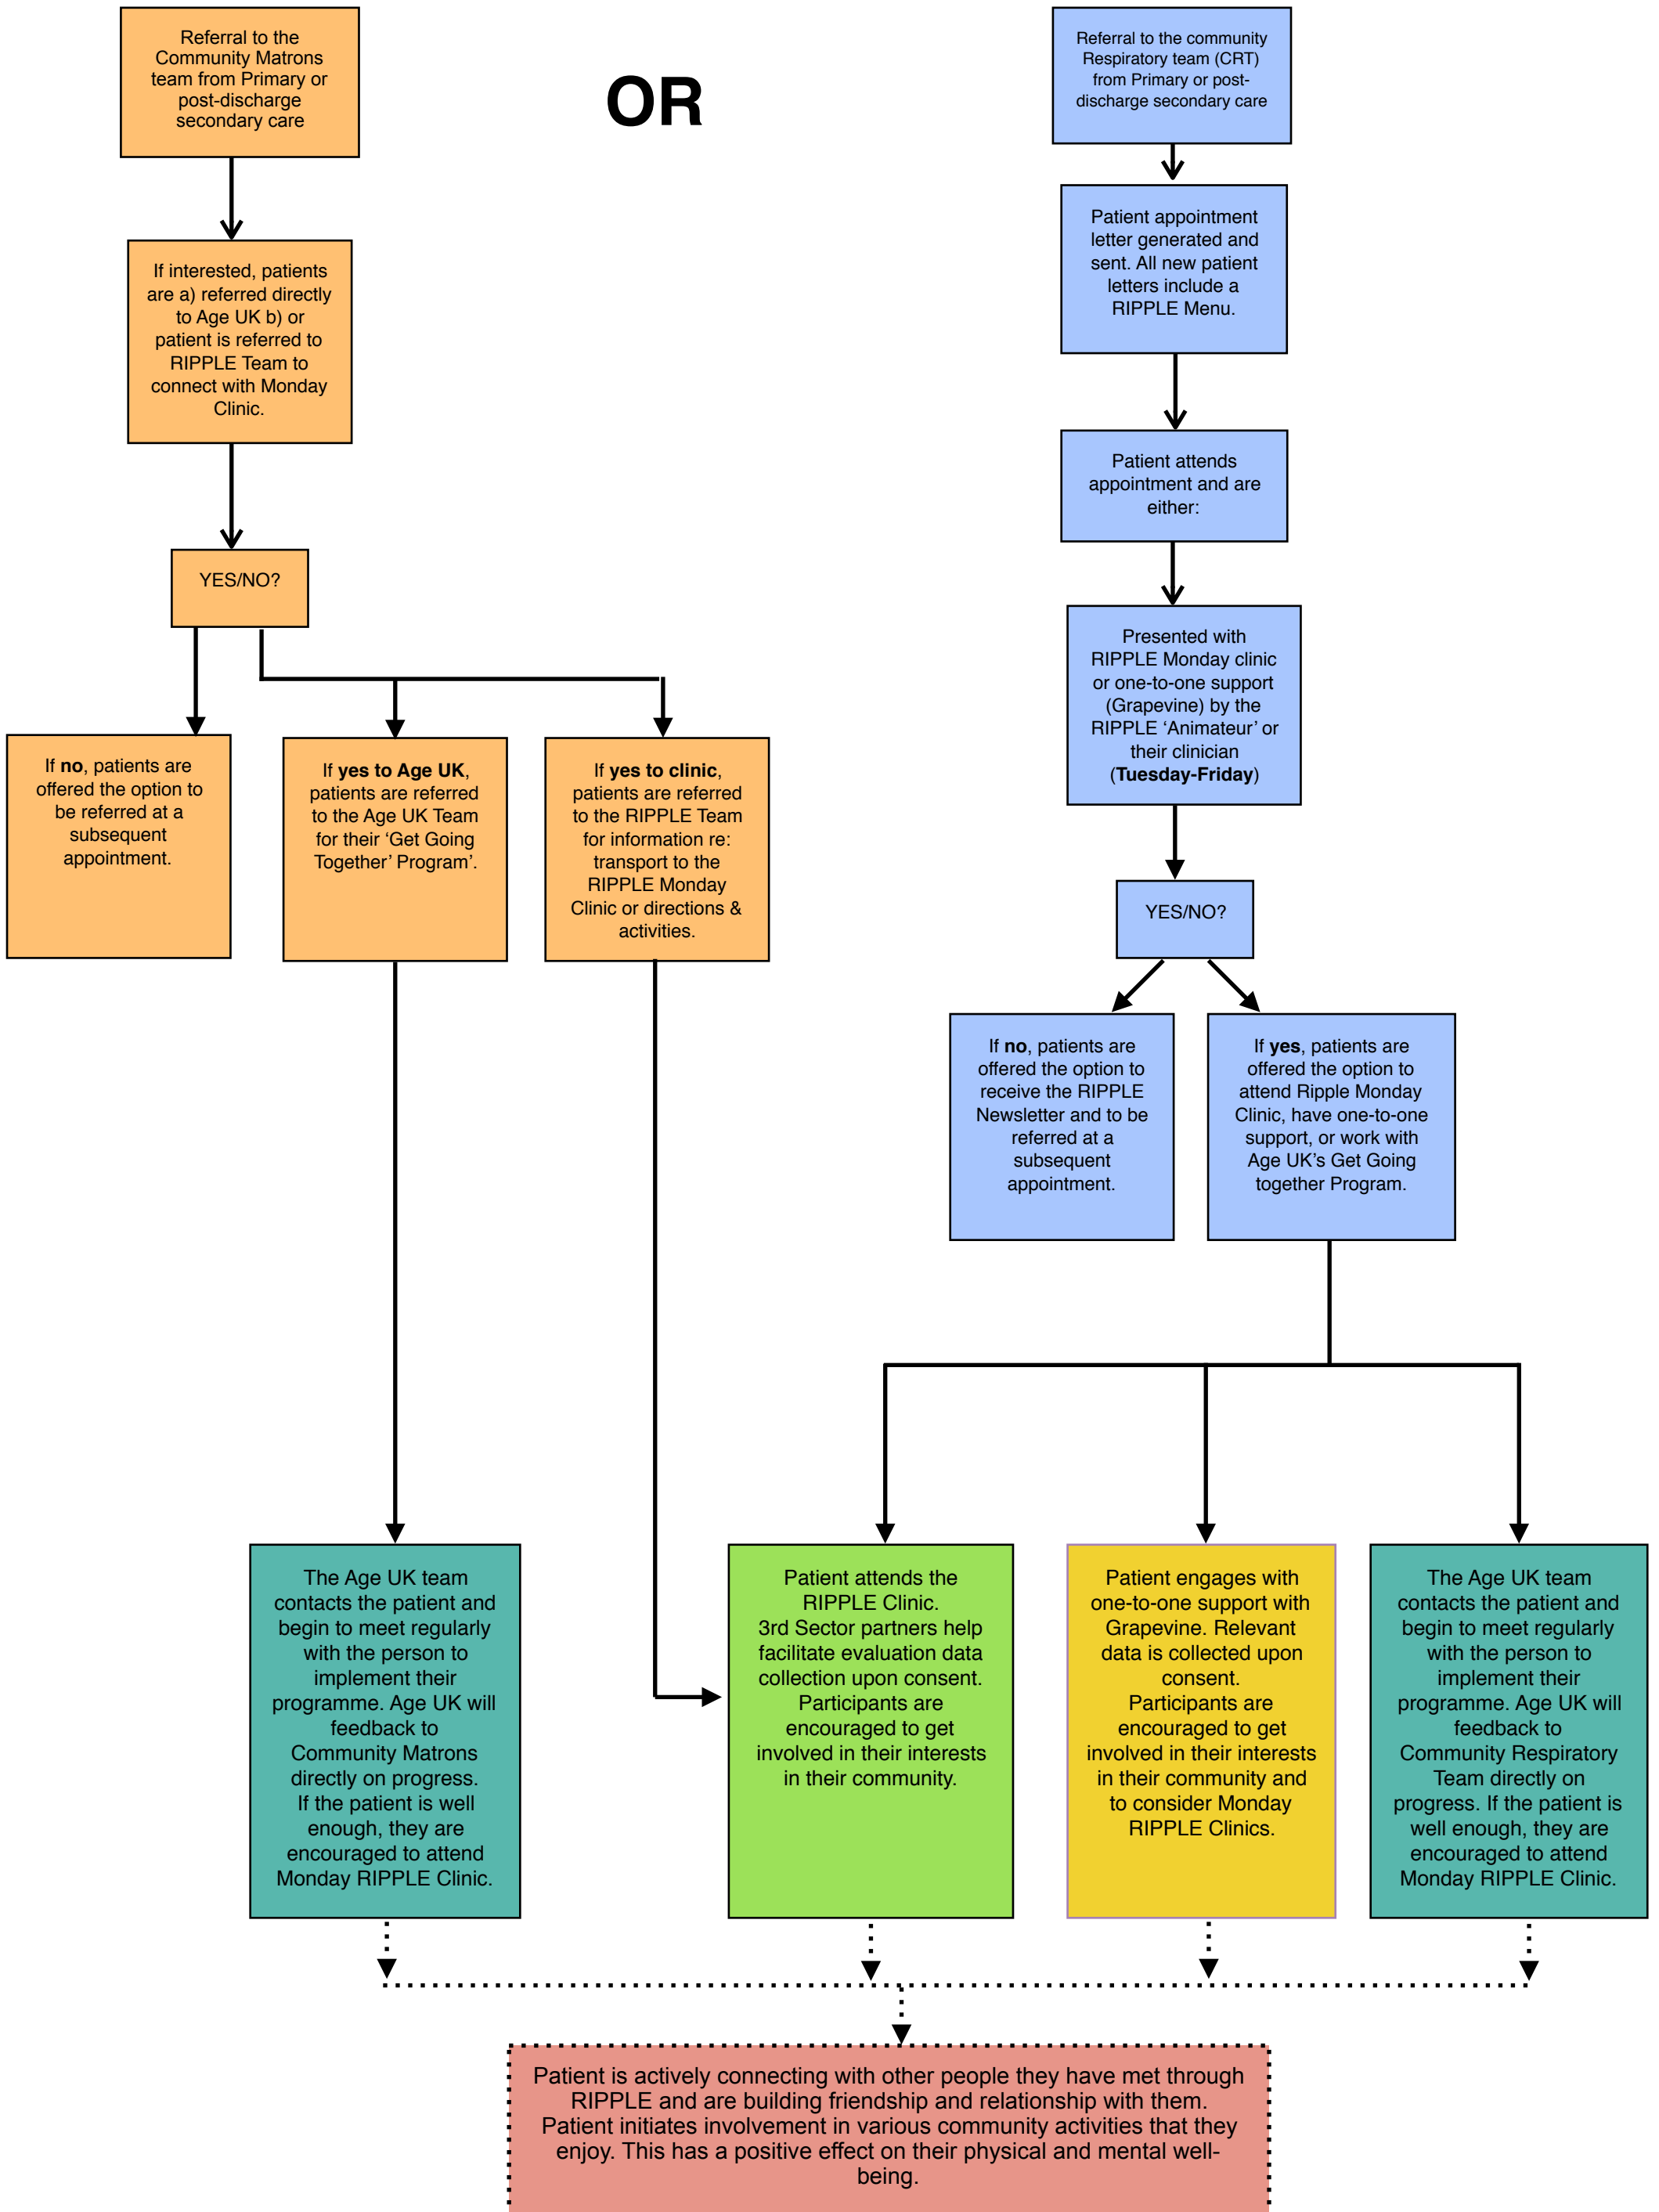 Referral to the
Community Matrons
team from Primary or
post-discharge
secondary care
OR
Referral to the community
Respiratory team (CRT)
from Primary or post-
discharge secondary care
If interested, patients
are a) referred directly
to Age UK b) or
patient is referred to
RIPPLE Team to
connect with Monday
Clinic.
YES/NO?
If no, patients are
offered the option to
be referred at a
subsequent
appointment.
If yes to Age UK,
patients are referred
to the Age UK Team
for their ‘Get Going
Together’ Program’.
If yes to clinic,
patients are referred
to the RIPPLE Team
for information re:
transport to the
RIPPLE Monday
Clinic or directions &
activities.
Patient appointment
letter generated and
sent. All new patient
letters include a
RIPPLE Menu.
Patient attends
appointment and are
either:
Presented with
RIPPLE Monday clinic
or one-to-one support
(Grapevine) by the
RIPPLE ‘Animateur’ or
their clinician
(Tuesday-Friday)
YES/NO?
If no, patients are
offered the option to
receive the RIPPLE
Newsletter and to be
referred at a
subsequent
appointment.
If yes, patients are
offered the option to
attend Ripple Monday
Clinic, have one-to-one
support, or work with
Age UK’s Get Going
together Program.
The Age UK team
contacts the patient and
begin to meet regularly
with the person to
implement their
programme. Age UK will
feedback to
Community Matrons
directly on progress.
If the patient is well
enough, they are
encouraged to attend
Monday RIPPLE Clinic.
Patient attends the
RIPPLE Clinic.
3rd Sector partners help
facilitate evaluation data
collection upon consent.
Participants are
encouraged to get
involved in their interests
in their community.
Patient engages with
one-to-one support with
Grapevine. Relevant
data is collected upon
consent.
Participants are
encouraged to get
involved in their interests
in their community and
to consider Monday
RIPPLE Clinics.
The Age UK team
contacts the patient and
begin to meet regularly
with the person to
implement their
programme. Age UK will
feedback to
Community Respiratory
Team directly on
progress. If the patient is
well enough, they are
encouraged to attend
Monday RIPPLE Clinic.
Patient is actively connecting with other people they have met through
RIPPLE and are building friendship and relationship with them.
Patient initiates involvement in various community activities that they
enjoy. This has a positive effect on their physical and mental well-
being.